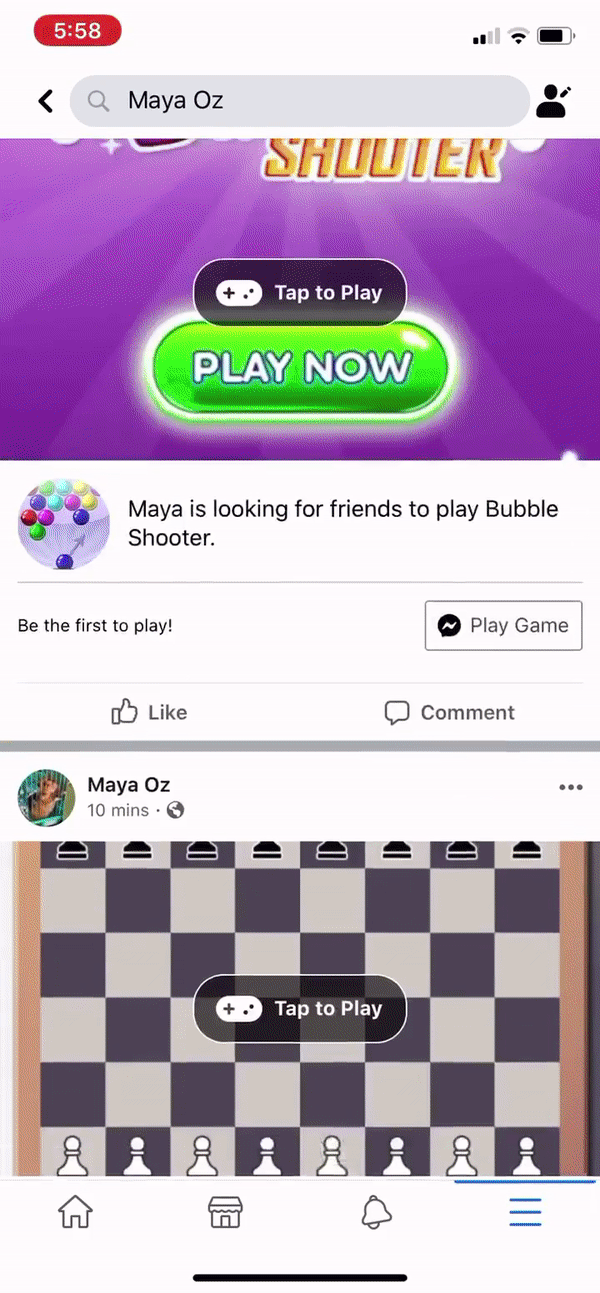 5:58
Maya Oz
SHOOTER
Tap to Play
PLAY NOW
Maya is looking for friends to play Bubble
Shooter.
Be the first to play!
Play Game
Like
Comment
Maya Oz
10 mins ·
Tap to Play